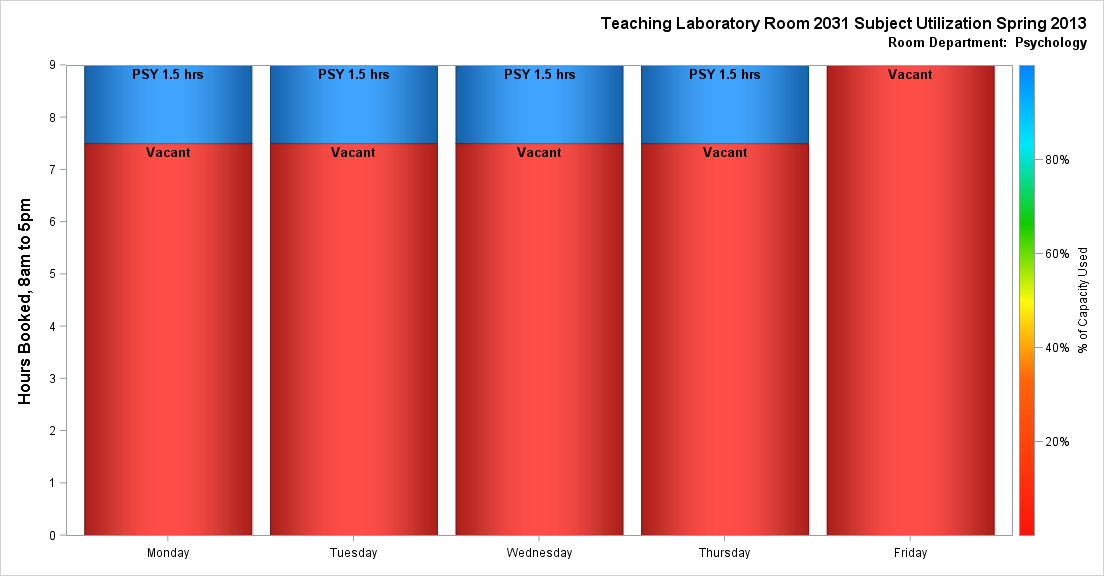 Teaching Laboratory Room 2031 Subject Utilization Spring 2013
Room Department:  Psychology
Hours Booked, 8am to 5pm
9
8
7
6
5
4
3
2
1
0
PSY 1.5 hrs
PSY 1.5 hrs
PSY 1.5 hrs
PSY 1.5 hrs
Vacant
Vacant
Vacant
Vacant
Vacant
Monday
Tuesday
Wednesday
Thursday
Friday
80%
60%
40%
20%
% of Capacity Used